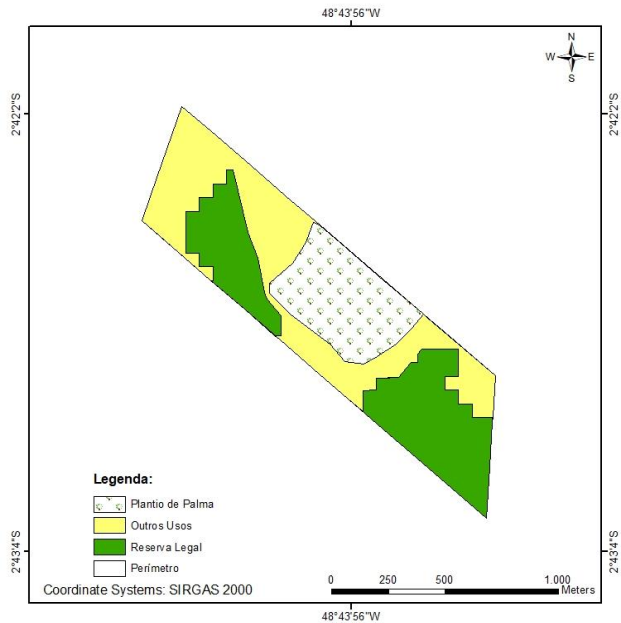 48°43'56"W
N
W E
S
2°42'2"S
2°42'2"S
Legenda:
Plantio de Palma
Outros Usos
Reserva Legal
Perímetro
2°43'4"S
2°43'4"S
Coordinate Systems: SIRGAS 2000
0 250 500 1.000
Meters
48°43'56"W